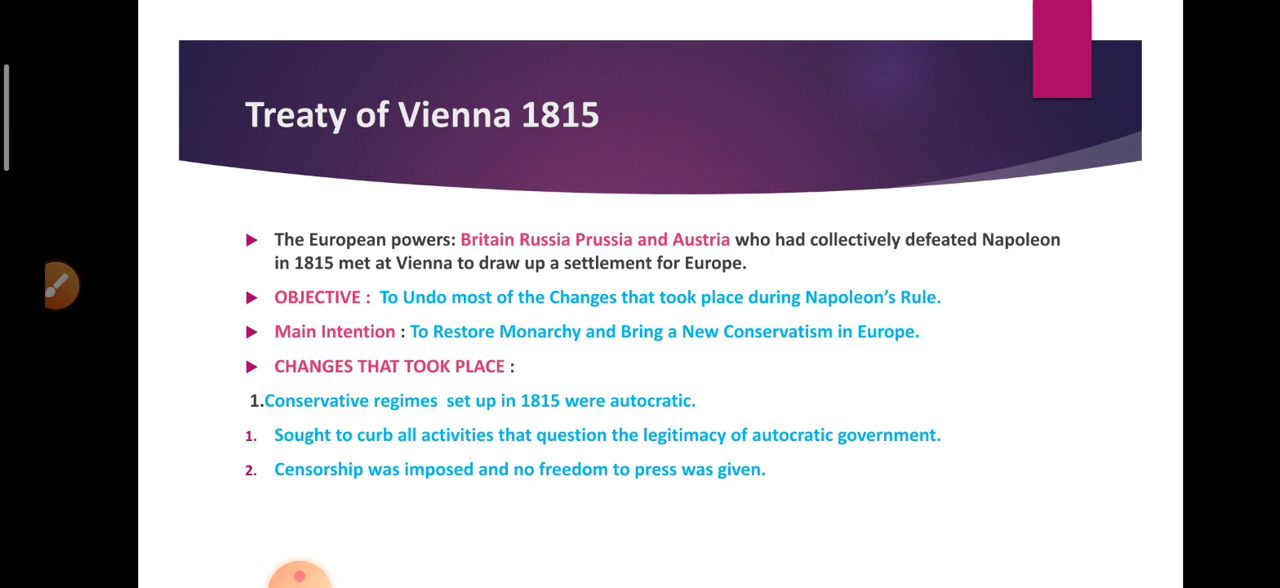 Treaty of Vienna 1815
The European powers: Britain Russia Prussia and Austria who had collectively defeated Napoleon
in 1815 met at Vienna to draw up a settlement for Europe.
OBJECTIVE : To Undo most of the Changes that took place during Napoleon's Rule.
Main Intention : To Restore Monarchy and Bring a New Conservatism in Europe.
CHANGES THAT TOOK PLACE :
1.Conservative regimes set up in 1815 were autocratic.
1. Sought to curb all activities that question the legitimacy of autocratic government.
2. Censorship was imposed and no freedom to press was given.